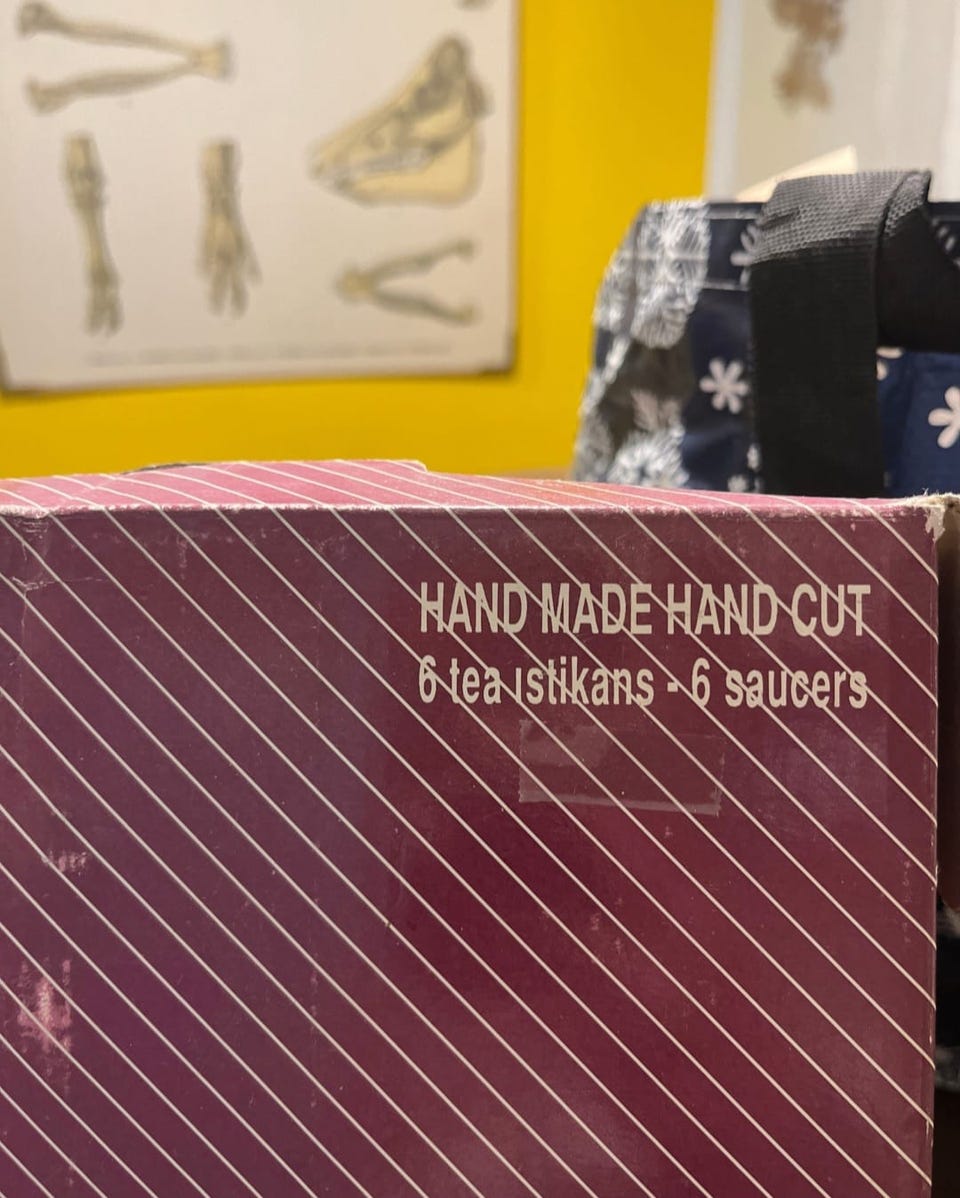 HAND MADE HAND CUT
6 tea ıstikans - 6 saucers